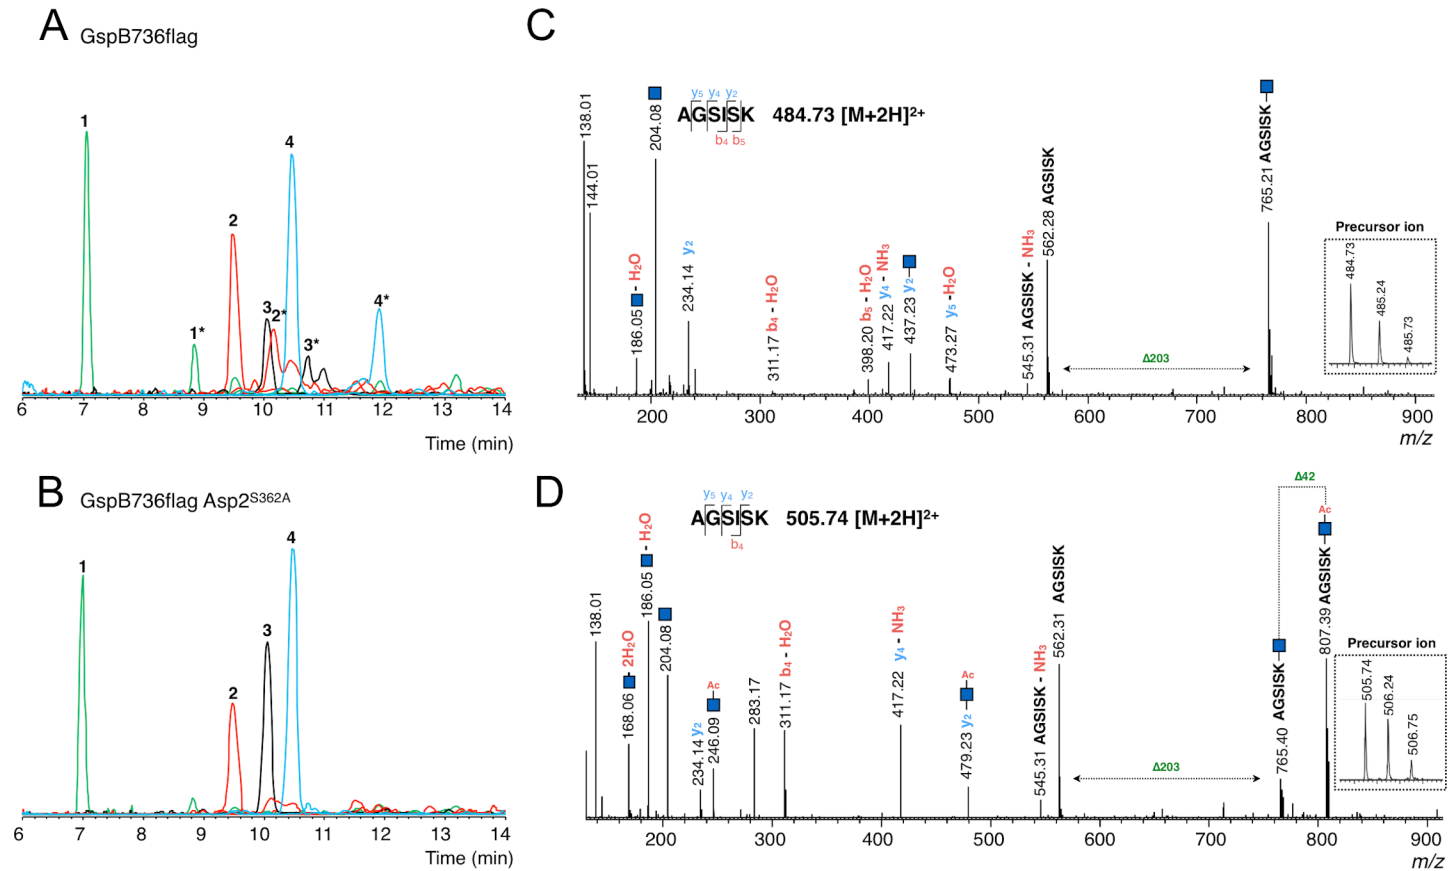 A
GspB736flag
1
1*
2
3
2*
4
3*
4*
6 7 8 9 10 11 12 13 14
Time (min)
B
GspB736flag Asp2S362A
1
2
3
4
6 7 8 9 10 11 12 13 14
Time (min)
C
y5 y4 y2
AGSISK 484.73 [M+2H]2+
b4 b5
138.01
144.01
186.05 - H2O
204.08
234.14 y2
311.17 b4 - H2O
398.20 b5 - H2O
417.22 y4 - NH3
437.23 y2
473.27 y5 -H2O
545.31 AGSISK - NH3
562.28 AGSISK
Δ203
765.21 AGSISK
Precursor ion
484.73
485.24
485.73
200 300 400 500 600 700 800 900
m/z
D
y5 y4 y2
AGSISK 505.74 [M+2H]2+
b4
138.01
168.06 - 2H2O
186.05 - H2O
204.08
234.14 y2
246.09
Ac
283.17
311.17 b4 - H2O
417.22 y4 - NH3
479.23 y2
Ac
545.31 AGSISK - NH3
562.31 AGSISK
Δ203
765.40 AGSISK
Δ42
807.39 AGSISK
Ac
Precursor ion
505.74
506.24
506.75
200 300 400 500 600 700 800 900
m/z